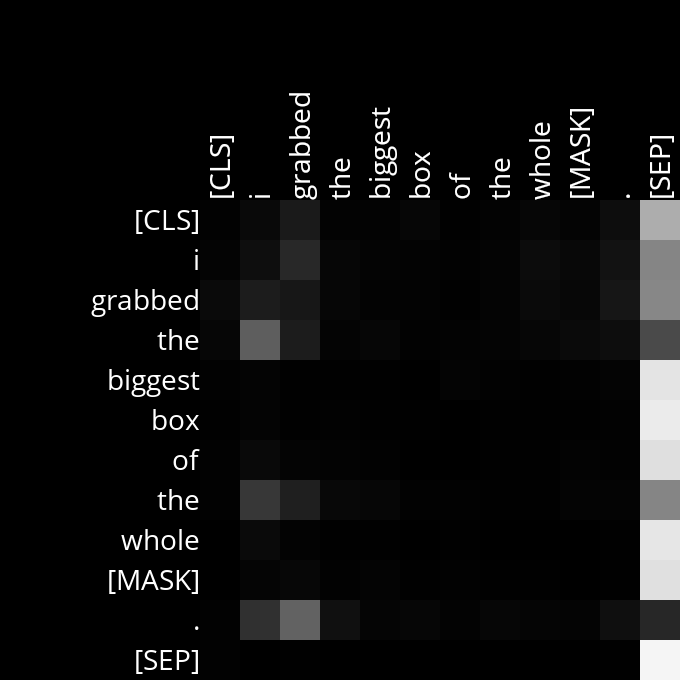 [CLS] i grabbed the biggest box of the whole [MASK] . [SEP]
[CLS]
i
grabbed
the
biggest
box
of
the
whole
[MASK]
.
[SEP]